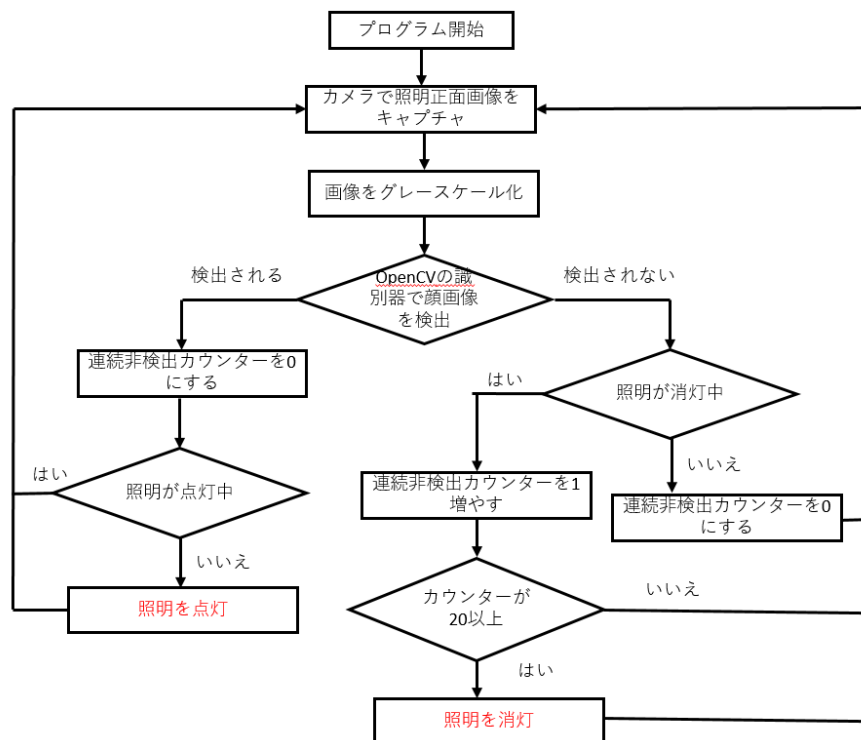 プログラム開始
カメラで照明正面画像を
キャプチャ
画像をグレースケール化
検出される
OpenCVの識
別器で顔画像
を検出
検出されない
連続非検出カウンターを0
にする
はい
照明が消灯中
はい
照明が点灯中
いいえ
連続非検出カウンターを1
増やす
連続非検出カウンターを0
にする
いいえ
照明を点灯
カウンターが
20以上
いいえ
はい
照明を消灯